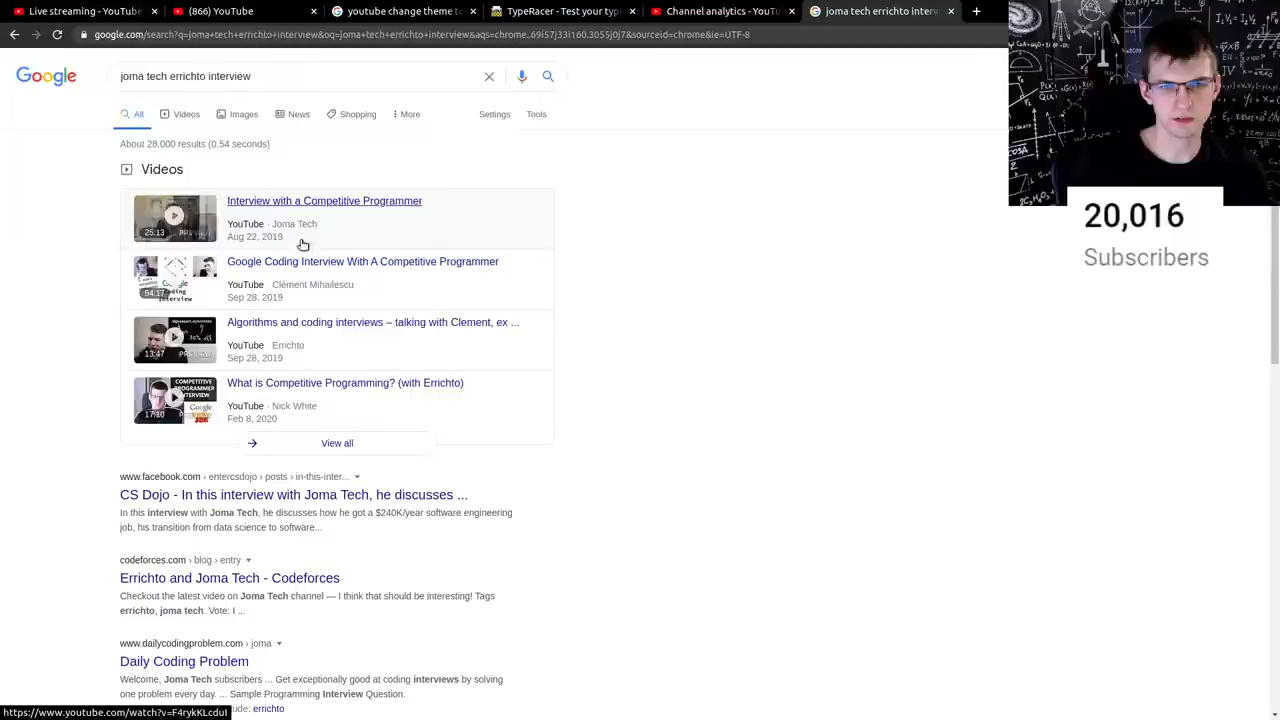 Live streaming - YouTube
(866) YouTube
youtube change theme t
TypeRacer - Test your typ
Channel analytics - YouTu
joma tech errichto interv
google.com/search?q=joma+tech+errichto+interview&oq=joma+tech+errichto+interview&aqs=chrome..69i57j33i160.3055j0j7&sourceid=chrome&ie=UTF-8
Google
joma tech errichto interview
All
Videos
Images
News
Shopping
More
Settings
Tools
About 28.000 results (0.54 seconds)
Videos
25:13
Interview with a Competitive Programmer
YouTube · Joma Tech
Aug 22, 2019
Google Coding Interview With A Competitive Programmer
YouTube · Clément Mihailescu
Sep 28, 2019
13:47
Algorithms and coding interviews – talking with Clement, ex ...
YouTube · Errichto
Sep 28, 2019
COMPETITIVE
PROGRAMMER
INTERVIEW
Google
17:10
What is Competitive Programming? (with Errichto)
YouTube · Nick White
Feb 8, 2020
View all
www.facebook.com › entercsdojo › posts › in-this-inter...
CS Dojo - In this interview with Joma Tech, he discusses ...
In this interview with Joma Tech, he discusses how he got a $240K/year software engineering
job, his transition from data science to software...
codeforces.com › blog › entry
Errichto and Joma Tech - Codeforces
Checkout the latest video on Joma Tech channel — I think that should be interesting! Tags
errichto, joma tech. Vote: I ...
www.dailycodingproblem.com › joma
Daily Coding Problem
Welcome, Joma Tech subscribers ... Get exceptionally good at coding interviews by solving
one problem every day. ... Sample Programming Interview Question.
ude: errichto
https://www.youtube.com/watch?v=F4rykKLcduI
20,016
Subscribers